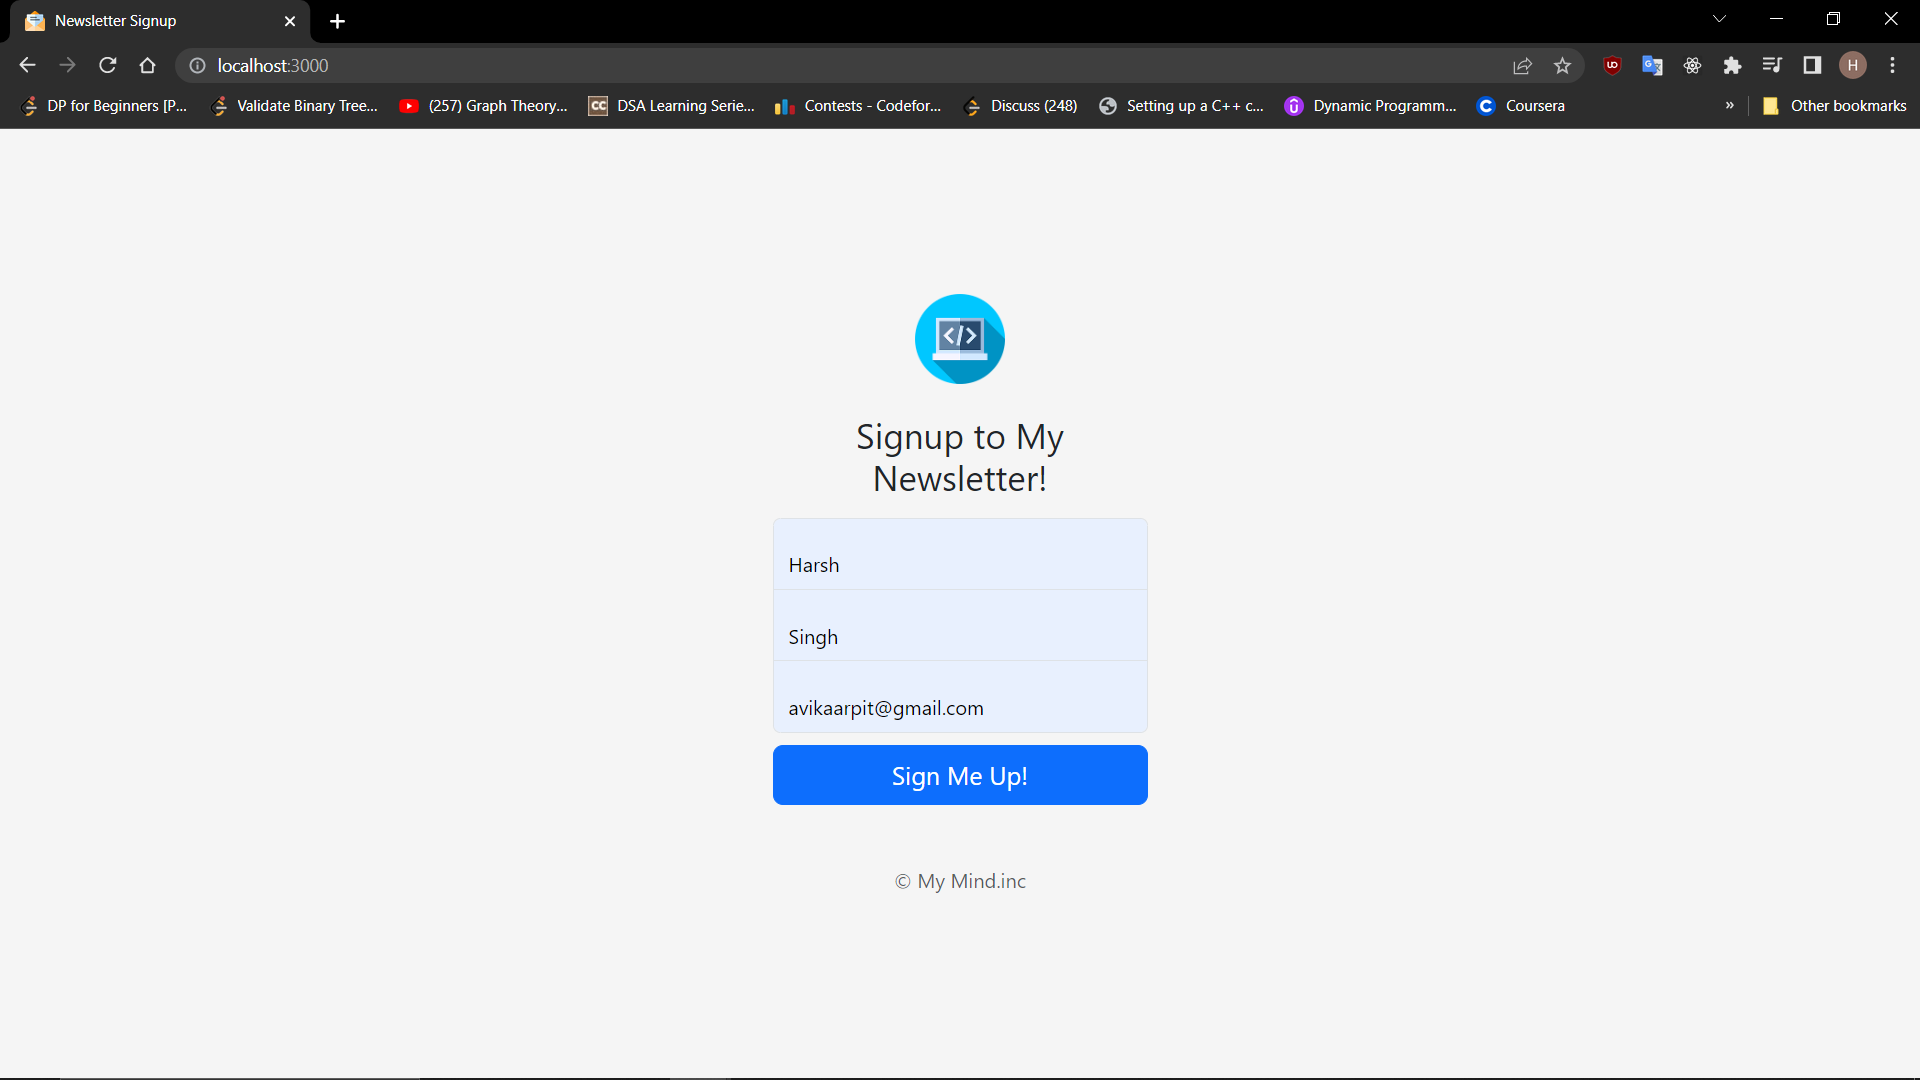 Newsletter Signup
localhost:3000
H
DP for Beginners [P...
Validate Binary Tree...
(257) Graph Theory...
CC
DSA Learning Serie...
Contests - Codefor...
Discuss (248)
Setting up a C++ c...
Dynamic Programm...
Coursera
»
Other bookmarks
</>
Signup to My
Newsletter!
Harsh
Singh
avikaarpit@gmail.com
Sign Me Up!
© My Mind.inc